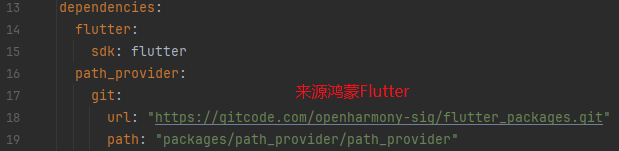 13 dependencies:
14 flutter:
15 sdk: flutter
16 path_provider:
来源鸿蒙Flutter
17 git:
18 url: "https://gitcode.com/openharmony-sig/flutter_packages.git"
19 path: "packages/path_provider/path_provider"